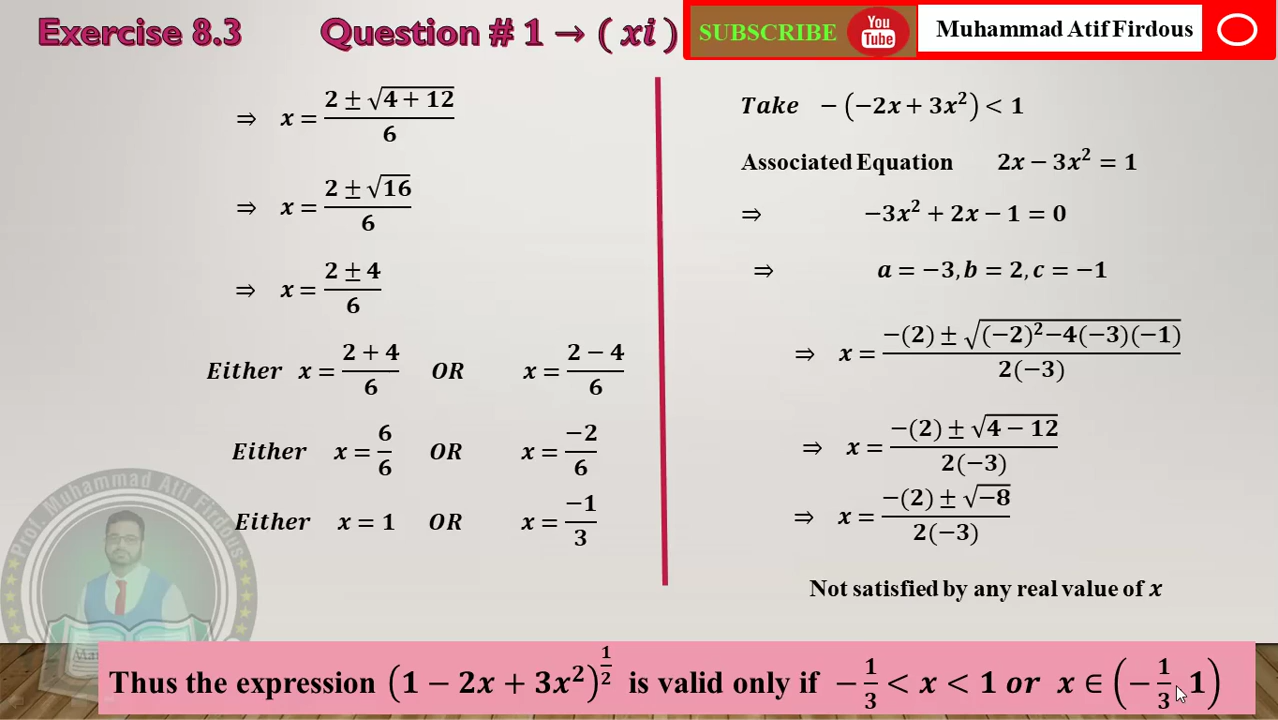 Exercise 8.3 Question # 1 → ( xi )
SUBSCRIBE You Tube Muhammad Atif Firdous
⇒ x = (2 ± √(4 + 12))/6
⇒ x = (2 ± √16)/6
⇒ x = (2 ± 4)/6
Either x = (2 + 4)/6 OR x = (2 − 4)/6
Either x = 6/6 OR x = −2/6
Either x = 1 OR x = −1/3
Take −(−2x + 3x²) < 1
Associated Equation 2x − 3x² = 1
⇒ −3x² + 2x − 1 = 0
⇒ a = −3, b = 2, c = −1
⇒ x = (−(2) ± √((−2)²−4(−3)(−1)))/2(−3)
⇒ x = (−(2) ± √(4 − 12))/2(−3)
⇒ x = (−(2) ± √−8)/2(−3)
Not satisfied by any real value of x
Prof. Muhammad Atif Firdous
Thus the expression (1 − 2x + 3x²)^(1/2) is valid only if −1/3 < x < 1 or x ∈ (−1/3, 1)